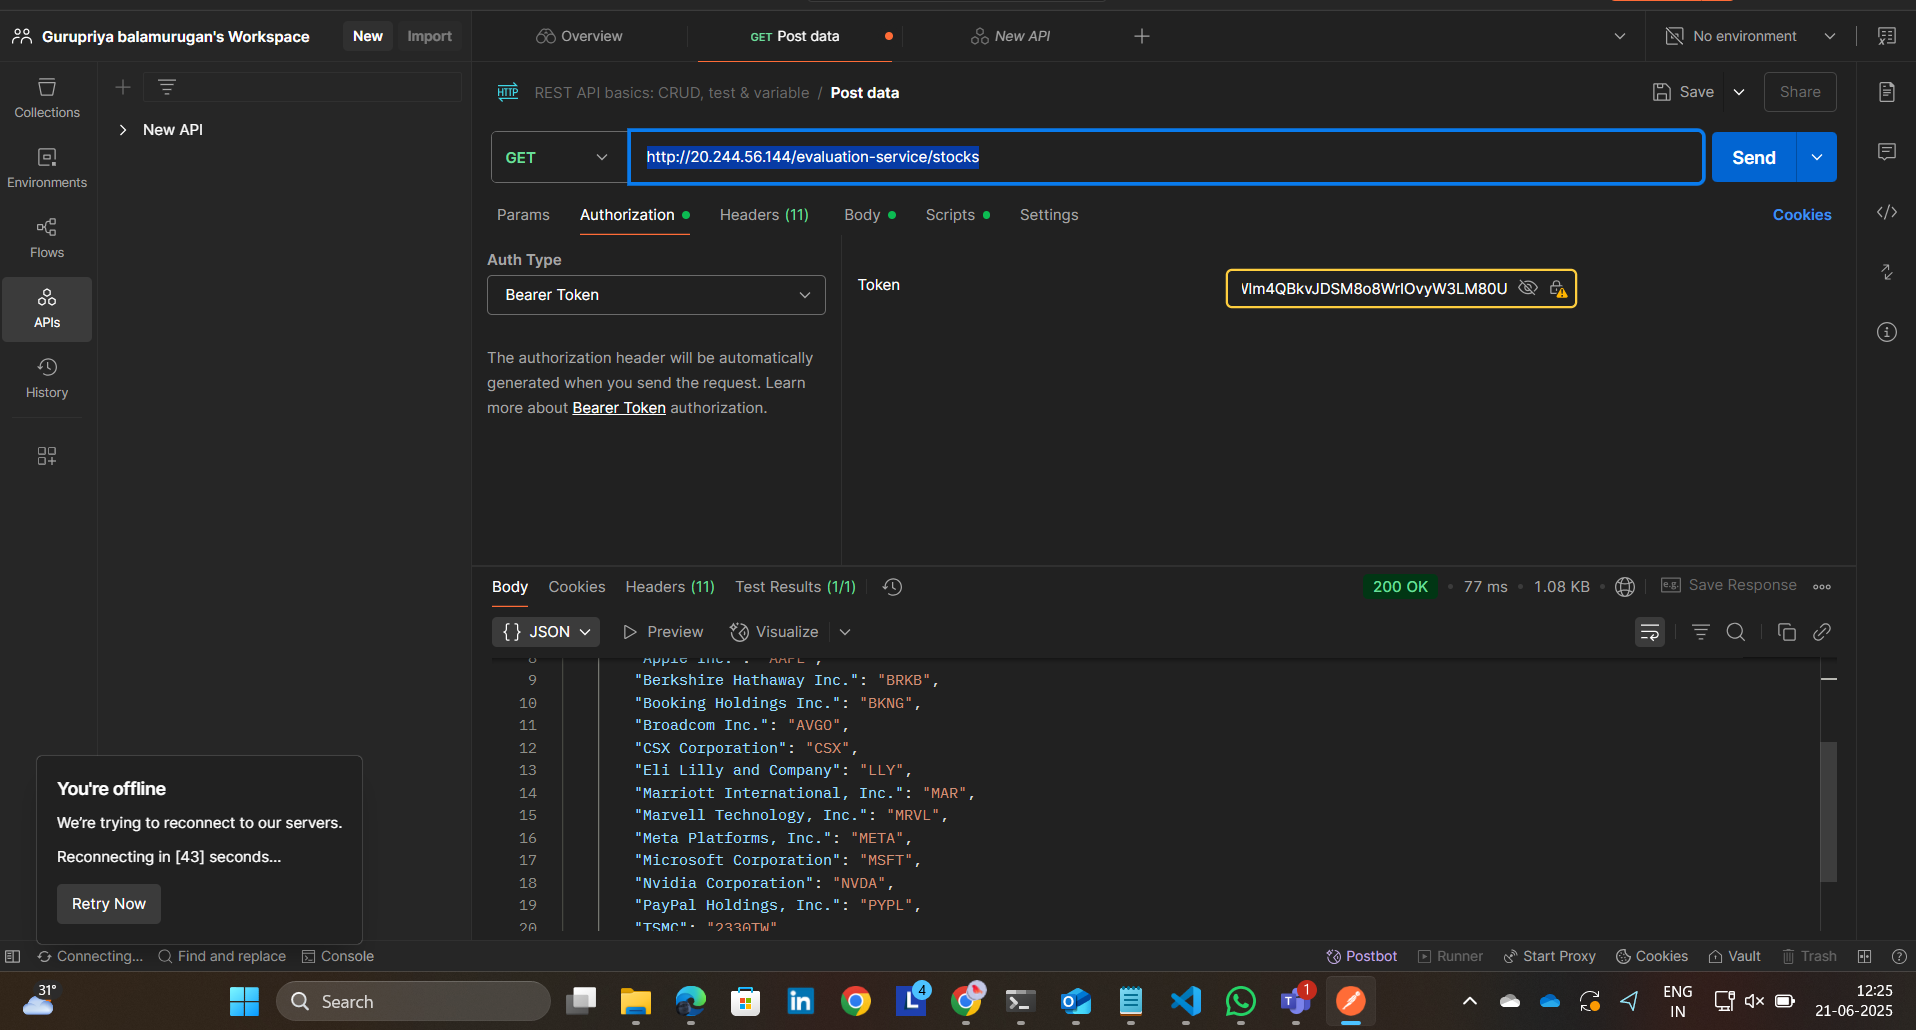 Gurupriya balamurugan's Workspace
New
Import
Overview
GET Post data
New API
No environment
Collections
Environments
Flows
APIs
History
New API
HTTP
REST API basics: CRUD, test & variable / Post data
Save
Share
GET
http://20.244.56.144/evaluation-service/stocks
Send
Params
Authorization
Headers (11)
Body
Scripts
Settings
Cookies
Auth Type
Bearer Token
The authorization header will be automatically
generated when you send the request. Learn
more about Bearer Token authorization.
Token
Body
Cookies
Headers (11)
Test Results (1/1)
200 OK
77 ms
1.08 KB
e.g.
Save Response
{} JSON
Preview
Visualize
8 "Apple Inc.": "AAPL",
9 "Berkshire Hathaway Inc.": "BRKB",
10 "Booking Holdings Inc.": "BKNG",
11 "Broadcom Inc.": "AVGO",
12 "CSX Corporation": "CSX",
13 "Eli Lilly and Company": "LLY",
14 "Marriott International, Inc.": "MAR",
15 "Marvell Technology, Inc.": "MRVL",
16 "Meta Platforms, Inc.": "META",
17 "Microsoft Corporation": "MSFT",
18 "Nvidia Corporation": "NVDA",
19 "PayPal Holdings, Inc.": "PYPL",
20 "TSMC": "2330TW"
You're offline
We're trying to reconnect to our servers.
Reconnecting in [43] seconds...
Retry Now
Connecting...
Find and replace
Console
Postbot
Runner
Start Proxy
Cookies
Vault
Trash
31°
Search
4
1
ENG
IN
12:25
21-06-2025